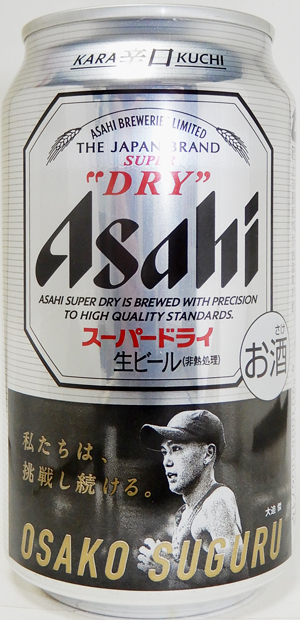 KARA 辛口 KUCHI
ASAHI BREWERIES LIMITED
THE JAPAN BRAND
SUPER
"DRY"
Asahi
ASAHI SUPER DRY IS BREWED WITH PRECISION
TO HIGH QUALITY STANDARDS.
スーパードライ
生ビール(非熱処理)
さけ
お酒
私たちは、
挑戦し続ける。
大迫 傑
OSAKO SUGURU